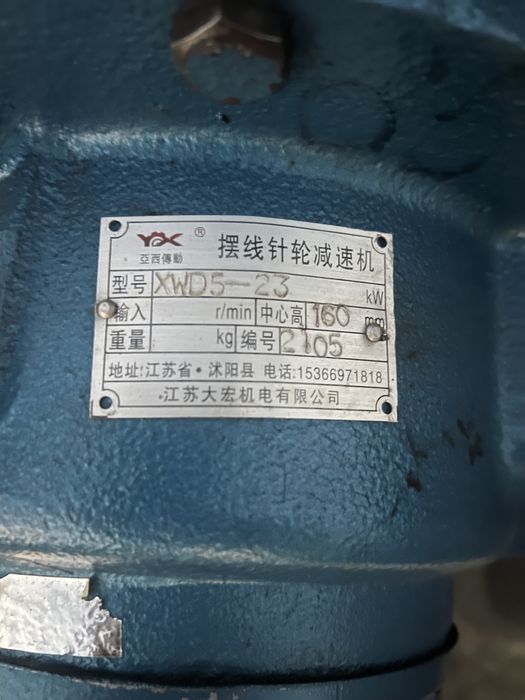 YXC ® 摆线针轮减速机
亞西傳動
型号 XWD5-23 kW
输入 r/min 中心高 160 mm
重量 kg 编号 2105
地址:江苏省·沭阳县 电话:15366971818
江苏大宏机电有限公司